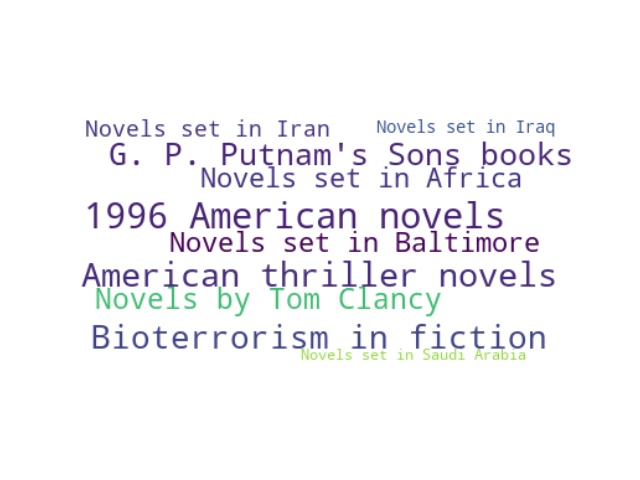 Novels set in Iran
Novels set in Iraq
G. P. Putnam's Sons books
Novels set in Africa
1996 American novels
Novels set in Baltimore
American thriller novels
Novels by Tom Clancy
Bioterrorism in fiction
Novels set in Saudi Arabia